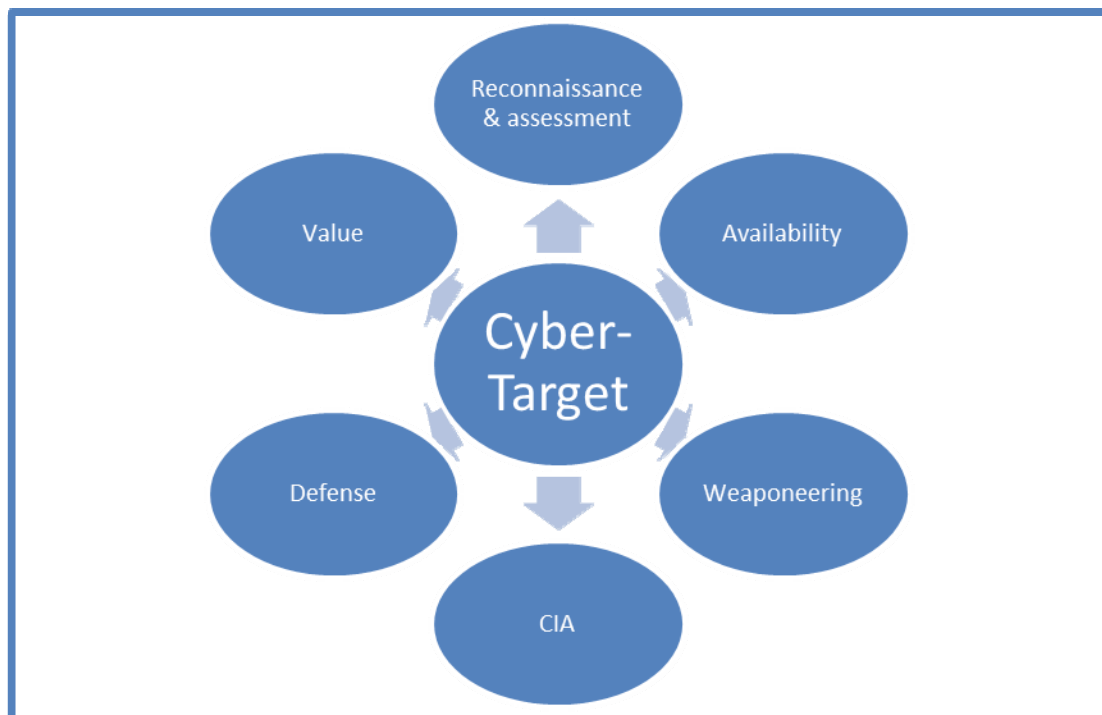 Reconnaissance
& assessment
Value
Availability
Cyber-
Target
Defense
Weaponeering
CIA